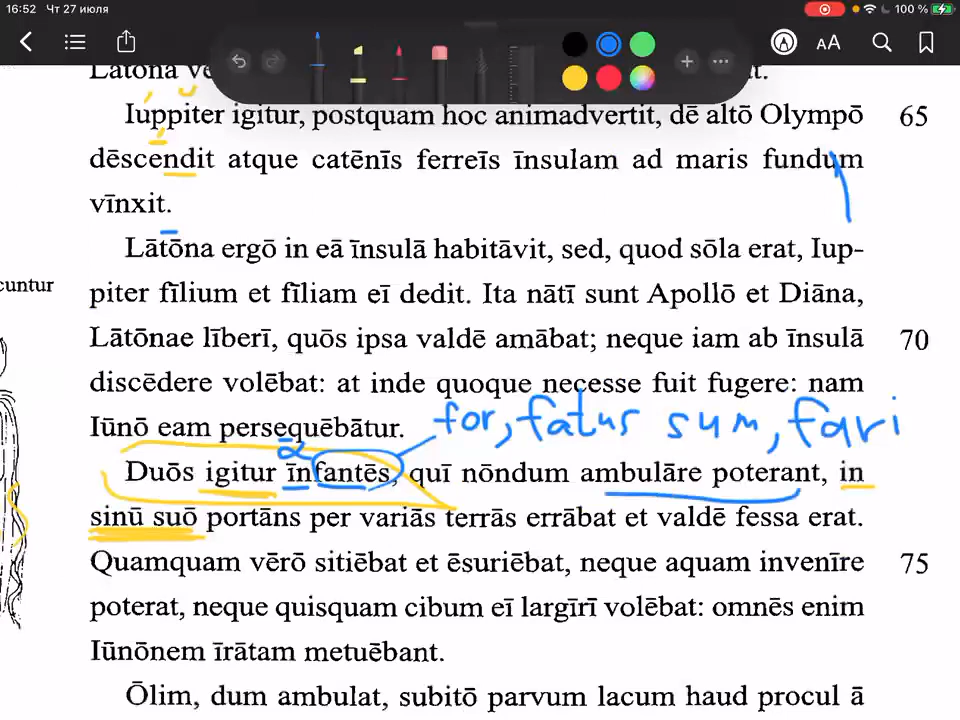 16:52 Чт 27 июля 100 %
AA
Iuppiter igitur, postquam hoc animadvertit, dē altō Olympō 65
dēscendit atque catēnīs ferreīs īnsulam ad maris fundum
vīnxit.
Lātōna ergō in eā īnsulā habitāvit, sed, quod sōla erat, Iup-
cuntur
piter fīlium et fīliam eī dedit. Ita nātī sunt Apollō et Diāna,
Lātōnae līberī, quōs ipsa valdē amābat; neque iam ab īnsulā 70
discēdere volēbat: at inde quoque necesse fuit fugere: nam
for, fatus sum, fari
Iūnō eam persequēbātur.
Duōs igitur īnfantēs, quī nōndum ambulāre poterant, in
sinū suō portāns per variās terrās errābat et valdē fessa erat.
Quamquam vērō sitiēbat et ēsuriēbat, neque aquam invenīre 75
poterat, neque quisquam cibum eī largīrī volēbat: omnēs enim
Iūnōnem īrātam metuēbant.
Ōlim, dum ambulat, subitō parvum lacum haud procul ā